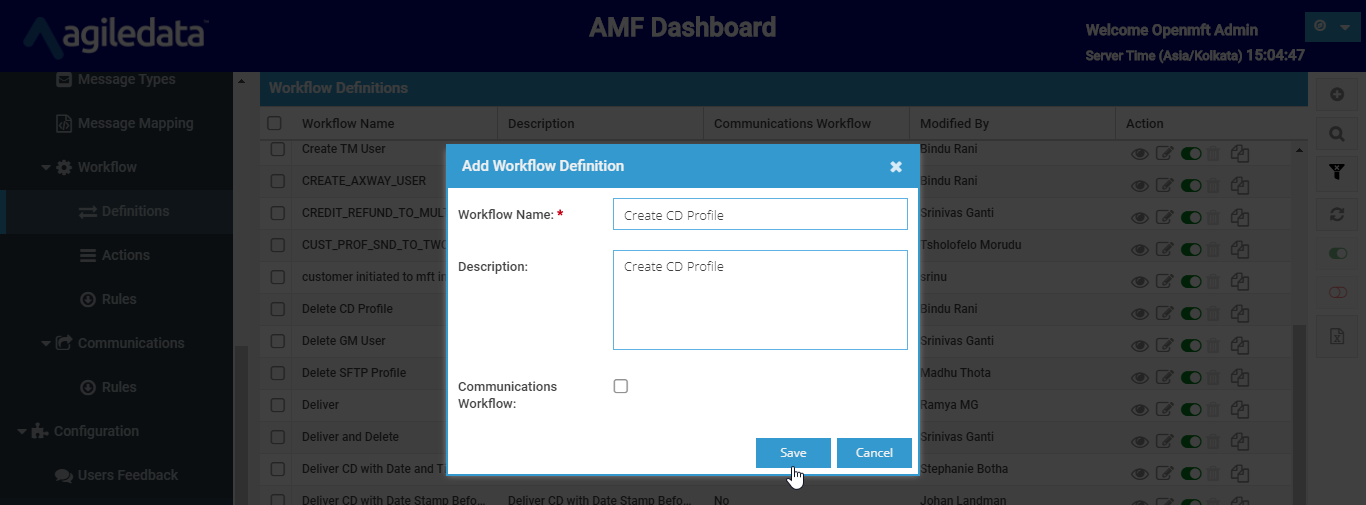 agiledata
AMF Dashboard
Welcome Openmft Admin
Server Time (Asia/Kolkata) 15:04:47
Message Types
Message Mapping
Workflow
Definitions
Actions
Rules
Communications
Rules
Configuration
Users Feedback
Workflow Definitions
Workflow Name Description Communications Workflow Modified By Action
Create TM User Bindu Rani
CREATE_AXWAY_USER Bindu Rani
CREDIT_REFUND_TO_MUL Srinivas Ganti
CUST_PROF_SND_TO_TWO Tsholofelo Morudu
customer initiated to mft in srinu
Delete CD Profile Bindu Rani
Delete GM User Srinivas Ganti
Delete SFTP Profile Madhu Thota
Deliver Ramya MG
Deliver and Delete Srinivas Ganti
Deliver CD with Date and T Stephanie Botha
Deliver CD with Date Stamp Befo... Deliver CD with Date Stamp Befo... No Johan Landman
Add Workflow Definition
Workflow Name: * Create CD Profile
Description: Create CD Profile
Communications
Workflow:
Save Cancel